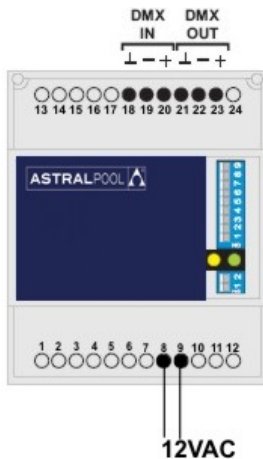 DMX DMX
IN OUT
⊥ − + ⊥ − +
13 14 15 16 17 18 19 20 21 22 23 24
ASTRALPOOL
1 2 3 4 5 6 7 8 9
1 2
1 2 3 4 5 6 7 8 9 10 11 12
12VAC